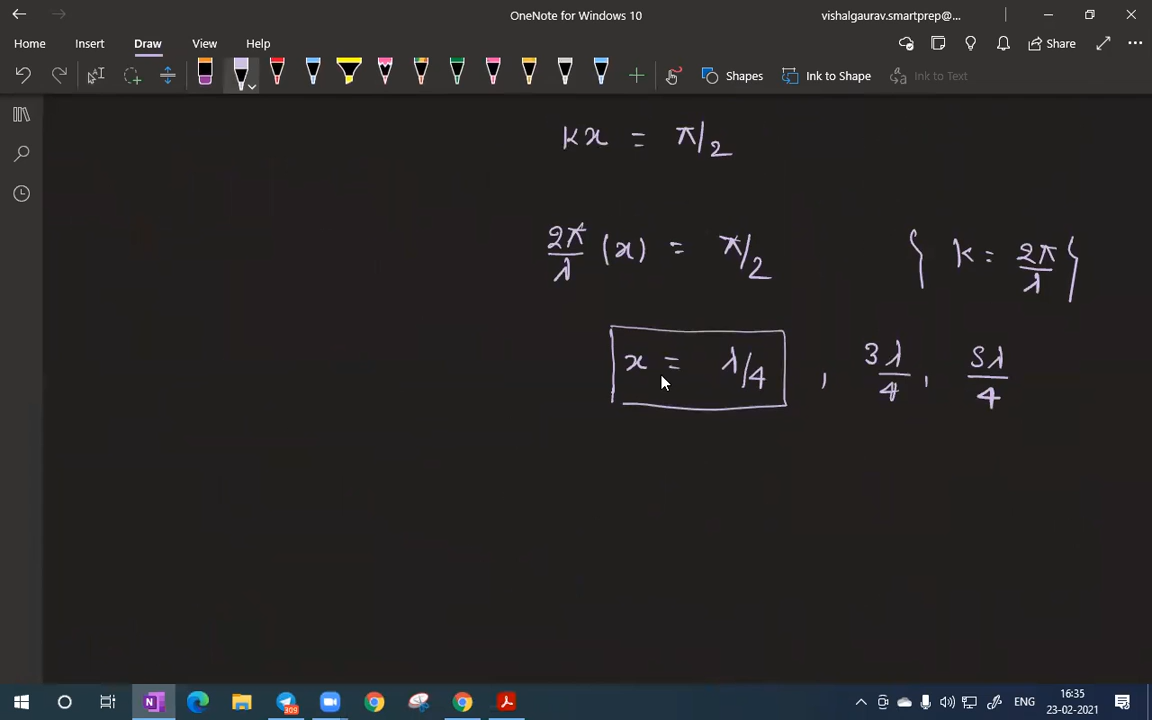 OneNote for Windows 10
vishalgaurav.smartprep@...
Home Insert Draw View Help
Share
Shapes
Ink to Shape
Ink to Text
kx = π/2
2π/λ (x) = π/2 { k = 2π/λ }
x = λ/4 , 3λ/4 , 5λ/4
309
ENG
16:35
23-02-2021